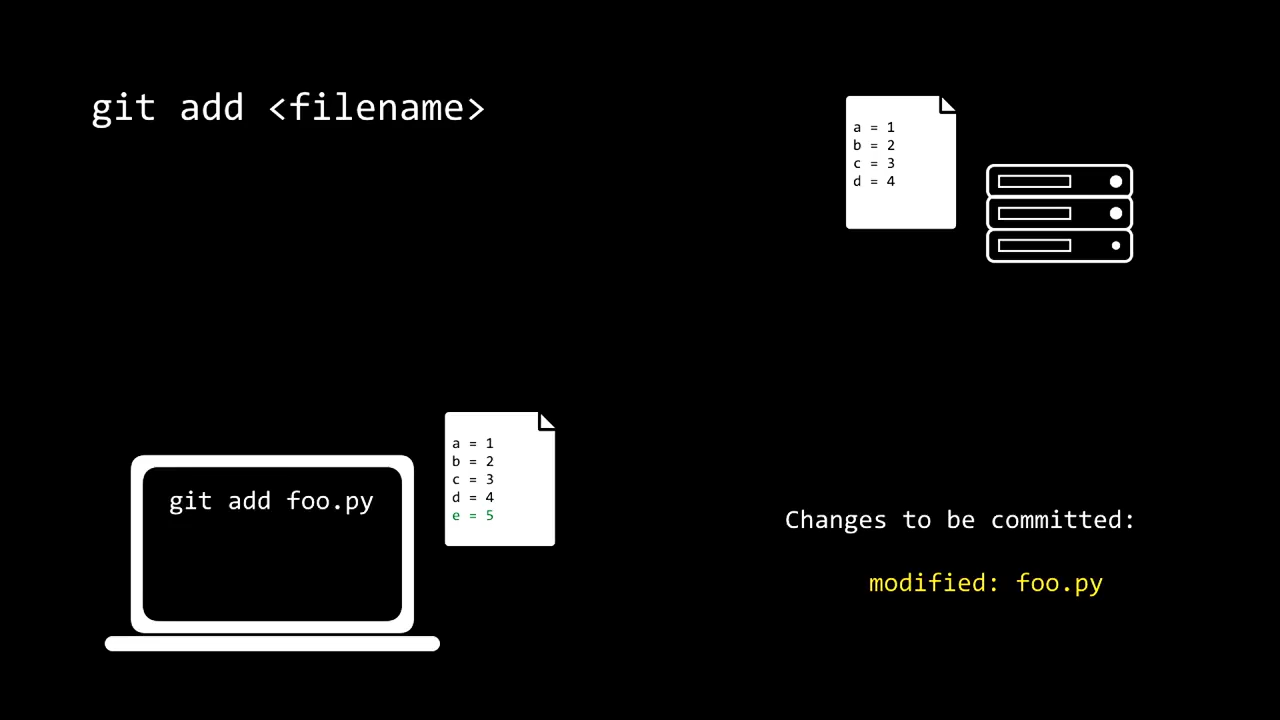 git add <filename>
a = 1
b = 2
c = 3
d = 4
a = 1
b = 2
c = 3
d = 4
e = 5
git add foo.py
Changes to be committed:
modified: foo.py